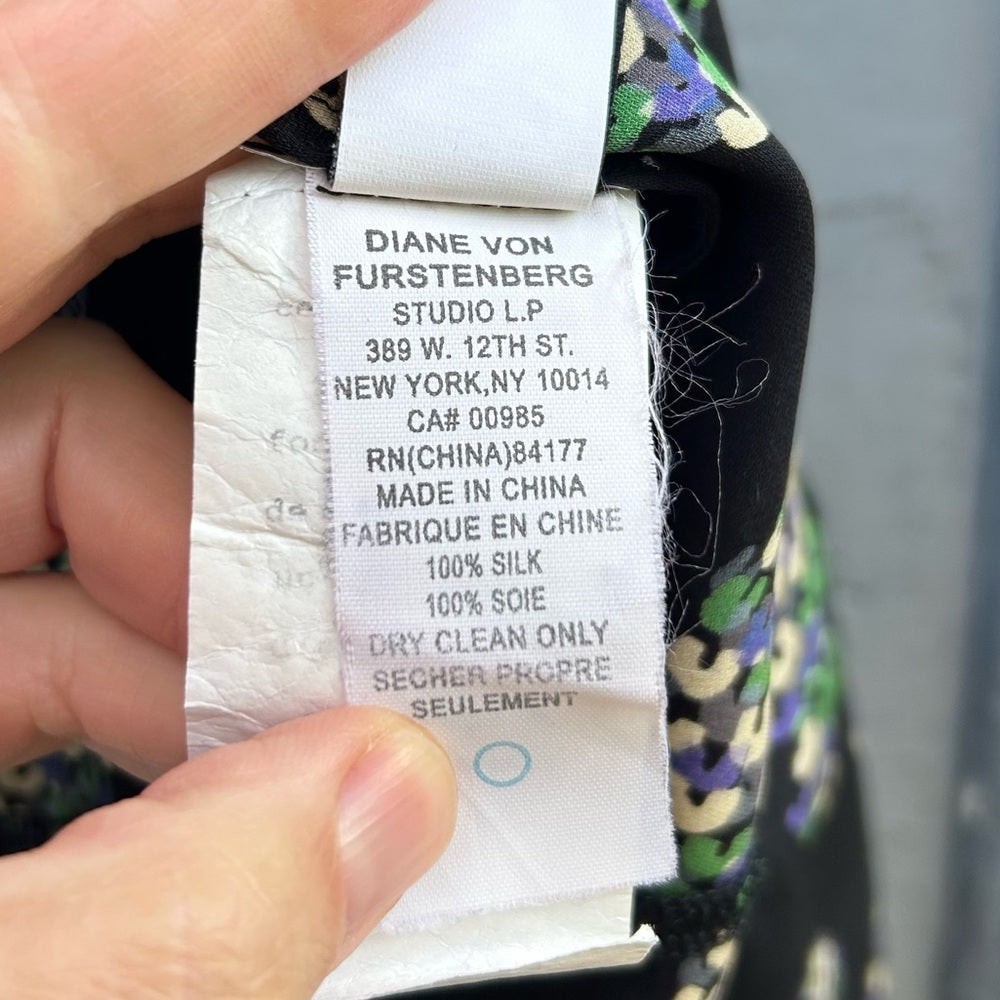 DIANE VON
FURSTENBERG
STUDIO L.P
389 W. 12TH ST.
NEW YORK,NY 10014
CA# 00985
RN(CHINA)84177
MADE IN CHINA
FABRIQUE EN CHINE
100% SILK
100% SOIE
DRY CLEAN ONLY
SECHER PROPRE
SEULEMENT